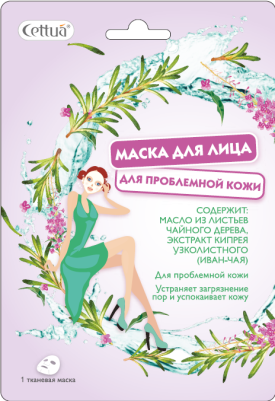 Cettua®
МАСКА ДЛЯ ЛИЦА
ДЛЯ ПРОБЛЕМНОЙ КОЖИ
СОДЕРЖИТ:
МАСЛО ИЗ ЛИСТЬЕВ
ЧАЙНОГО ДЕРЕВА,
ЭКСТРАКТ КИПРЕЯ
УЗКОЛИСТНОГО
(ИВАН-ЧАЯ)
Для проблемной кожи
Устраняет загрязнение
пор и успокаивает кожу
1 тканевая маска